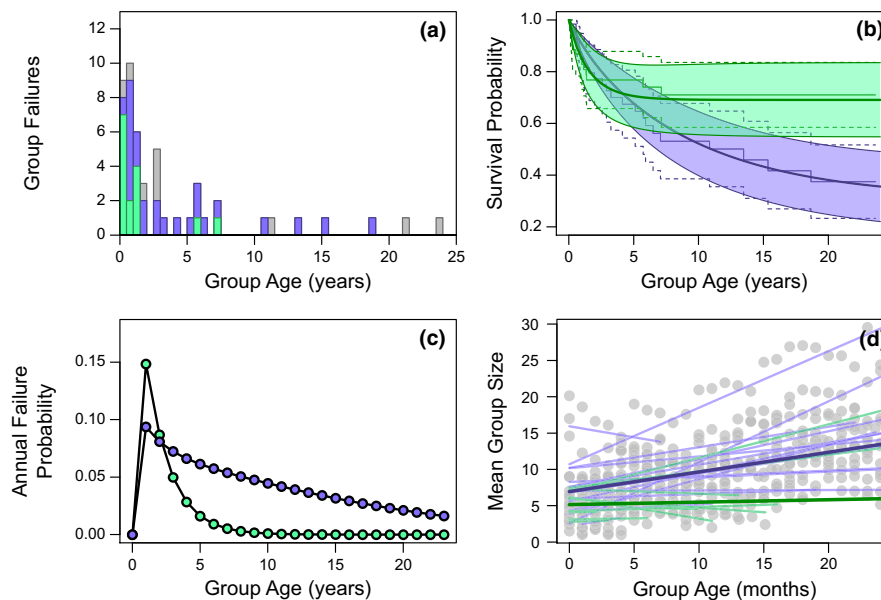 (a)
Group Failures
12
10
8
6
4
2
0
0 5 10 15 20 25
Group Age (years)
(b)
Survival Probability
1.0
0.8
0.6
0.4
0.2
0 5 10 15 20
Group Age (years)
(c)
Annual Failure
Probability
0.15
0.10
0.05
0.00
0 5 10 15 20
Group Age (years)
(d)
Mean Group Size
30
25
20
15
10
5
0
0 5 10 15 20
Group Age (months)